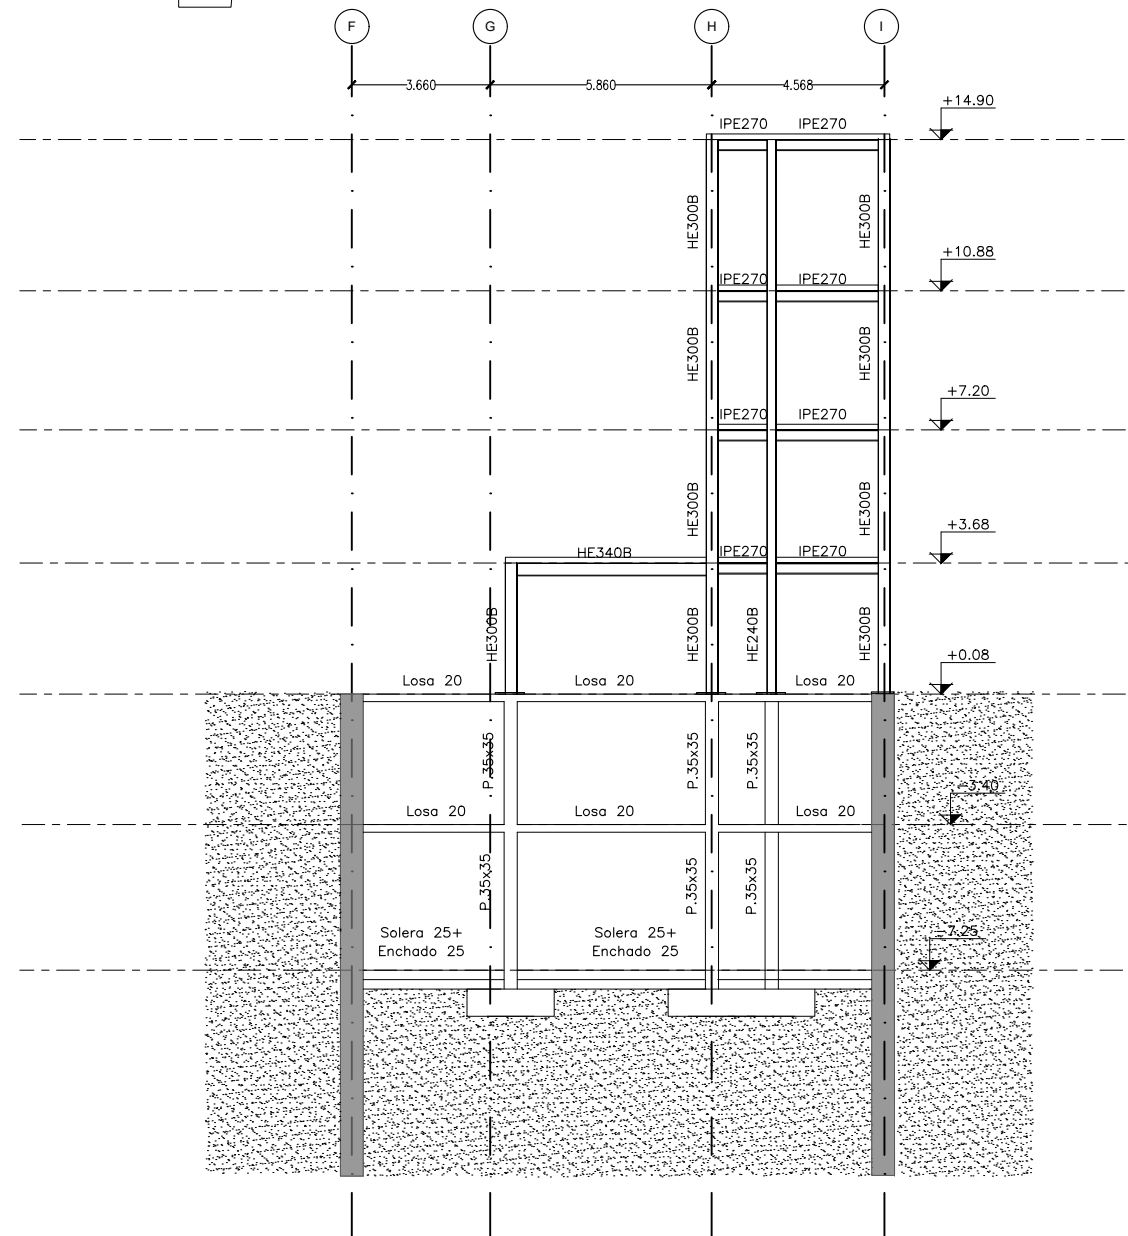 F G H I
3.660 5.860 4.568
+14.90
IPE270 IPE270
HE300B HE300B
+10.88
IPE270 IPE270
HE300B HE300B
+7.20
IPE270 IPE270
HE300B HE300B
+3.68
HE340B IPE270 IPE270
HE300B HE300B HE240B HE300B
+0.08
Losa 20 Losa 20 Losa 20
P.35x35 P.35x35 P.35x35
-3.40
Losa 20 Losa 20 Losa 20
P.35x35 P.35x35 P.35x35
Solera 25+ Solera 25+
-7.25
Enchado 25 Enchado 25